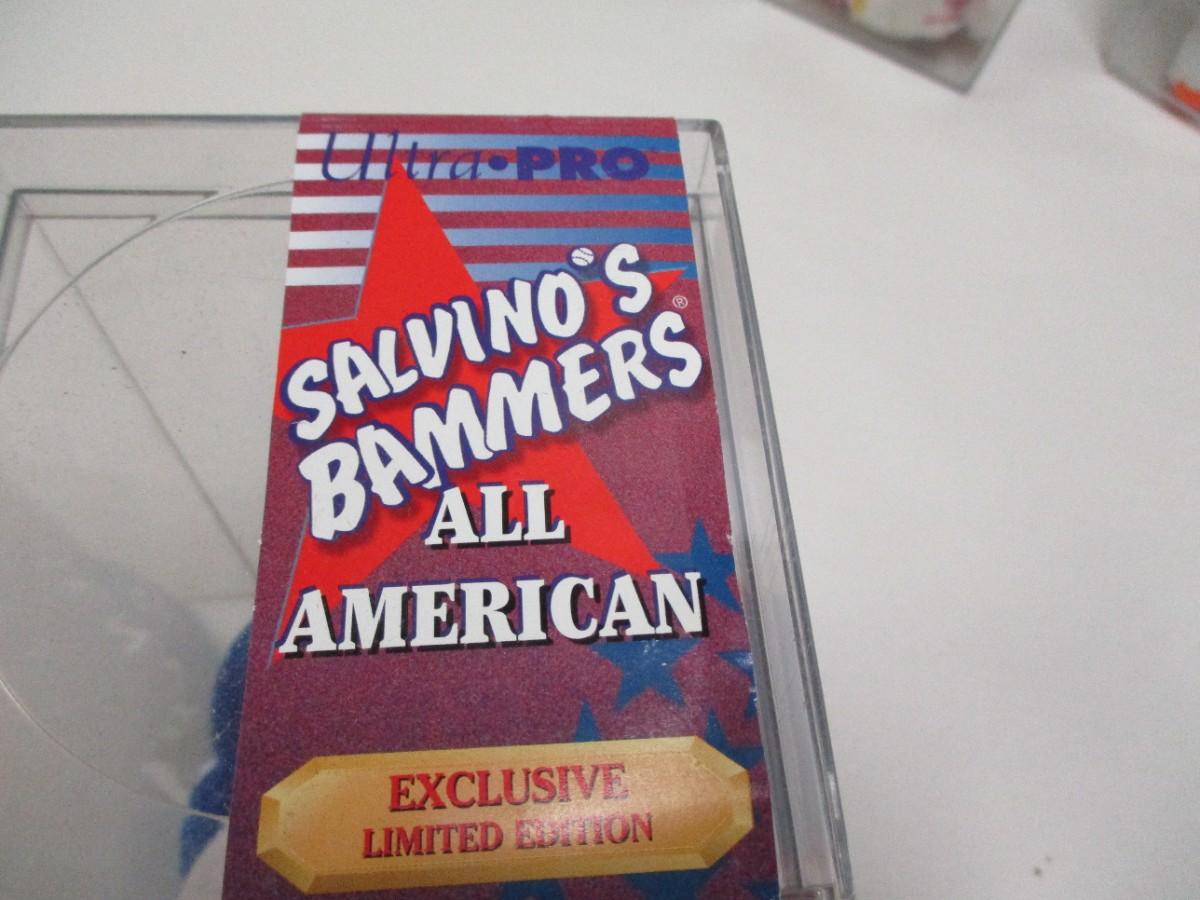 Ultra•PRO
SALVINO'S
BAMMERS®
ALL
AMERICAN
EXCLUSIVE
LIMITED EDITION